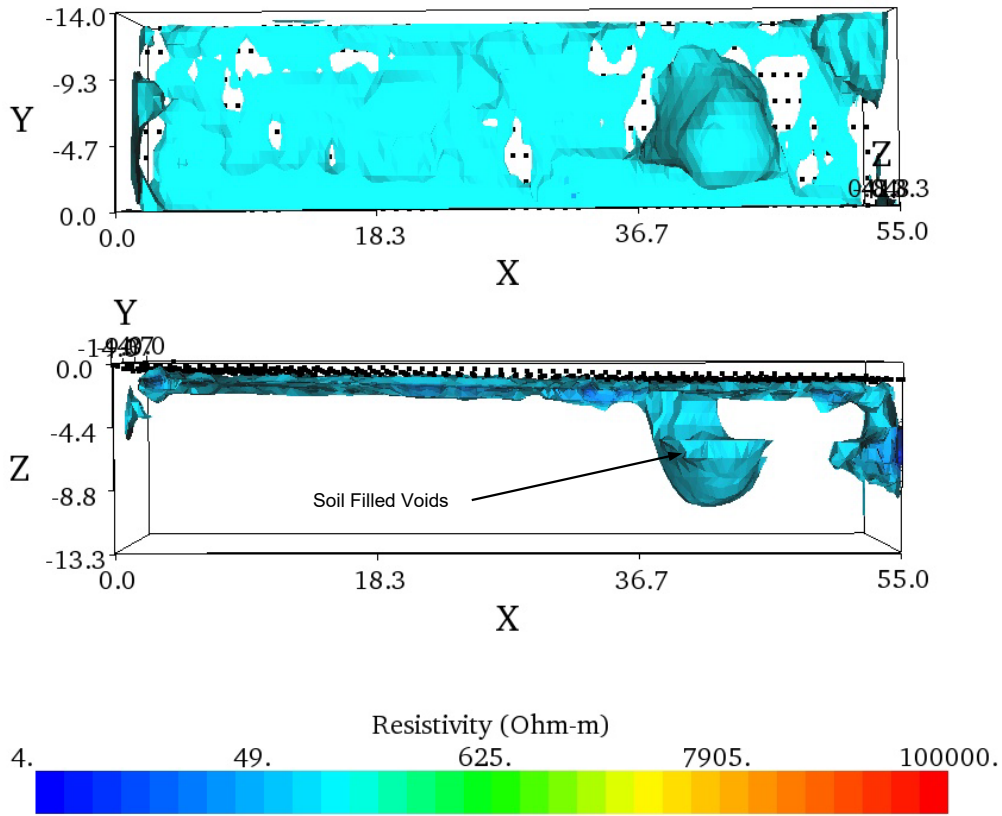 -14.0
-9.3
Y
-4.7
Z
0.0
0.0 18.3 36.7 55.0
X
Y
0.0
-4.4
Z
-8.8
Soil Filled Voids
-13.3
0.0 18.3 36.7 55.0
X
Resistivity (Ohm-m)
4. 49. 625. 7905. 100000.